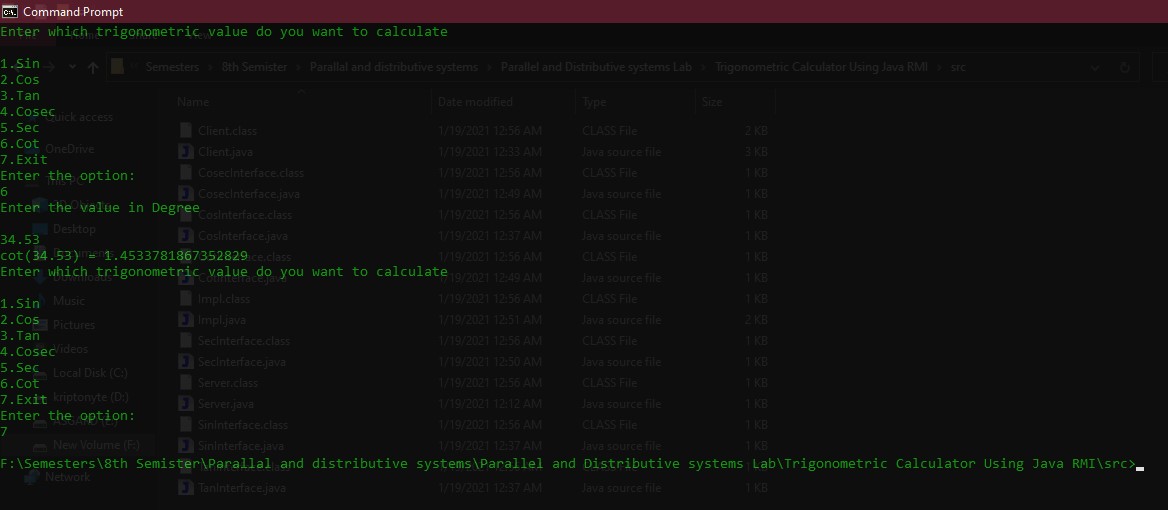 Command Prompt
Enter which trigonometric value do you want to calculate
1.Sin
2.Cos
3.Tan
4.Cosec
5.Sec
6.Cot
7.Exit
Enter the option:
6
Enter the value in Degree
34.53
cot(34.53) = 1.4533781867352829
Enter which trigonometric value do you want to calculate
1.Sin
2.Cos
3.Tan
4.Cosec
5.Sec
6.Cot
7.Exit
Enter the option:
7
F:\Semesters\8th Semister\Parallal and distributive systems\Parallel and Distributive systems Lab\Trigonometric Calculator Using Java RMI\src>
View
Semesters > 8th Semister > Parallal and distributive systems > Parallel and Distributive systems Lab > Trigonometric Calculator Using Java RMI > src
Quick access
OneDrive
This PC
Desktop
Documents
Downloads
Music
Pictures
Videos
Local Disk (C:)
kriptonyte (D:)
New Volume (F:)
Network
Name Date modified Type Size
Client.class 1/19/2021 12:56 AM CLASS File 2 KB
Client.java 1/19/2021 12:33 AM Java source file 3 KB
CosecInterface.class 1/19/2021 12:56 AM CLASS File 1 KB
CosecInterface.java 1/19/2021 12:49 AM Java source file 1 KB
CosInterface.class 1/19/2021 12:56 AM CLASS File 1 KB
CosInterface.java 1/19/2021 12:37 AM Java source file 1 KB
1/19/2021 12:56 AM CLASS File 1 KB
CotInterface.java 1/19/2021 12:49 AM Java source file 1 KB
Impl.class 1/19/2021 12:56 AM CLASS File 1 KB
Impl.java 1/19/2021 12:51 AM Java source file 2 KB
SecInterface.class 1/19/2021 12:56 AM CLASS File 1 KB
SecInterface.java 1/19/2021 12:50 AM Java source file 1 KB
Server.class 1/19/2021 12:56 AM CLASS File 1 KB
Server.java 1/19/2021 12:12 AM Java source file 1 KB
SinInterface.class 1/19/2021 12:56 AM CLASS File 1 KB
SinInterface.java 1/19/2021 12:37 AM Java source file 1 KB
TanInterface.java 1/19/2021 12:37 AM Java source file 1 KB